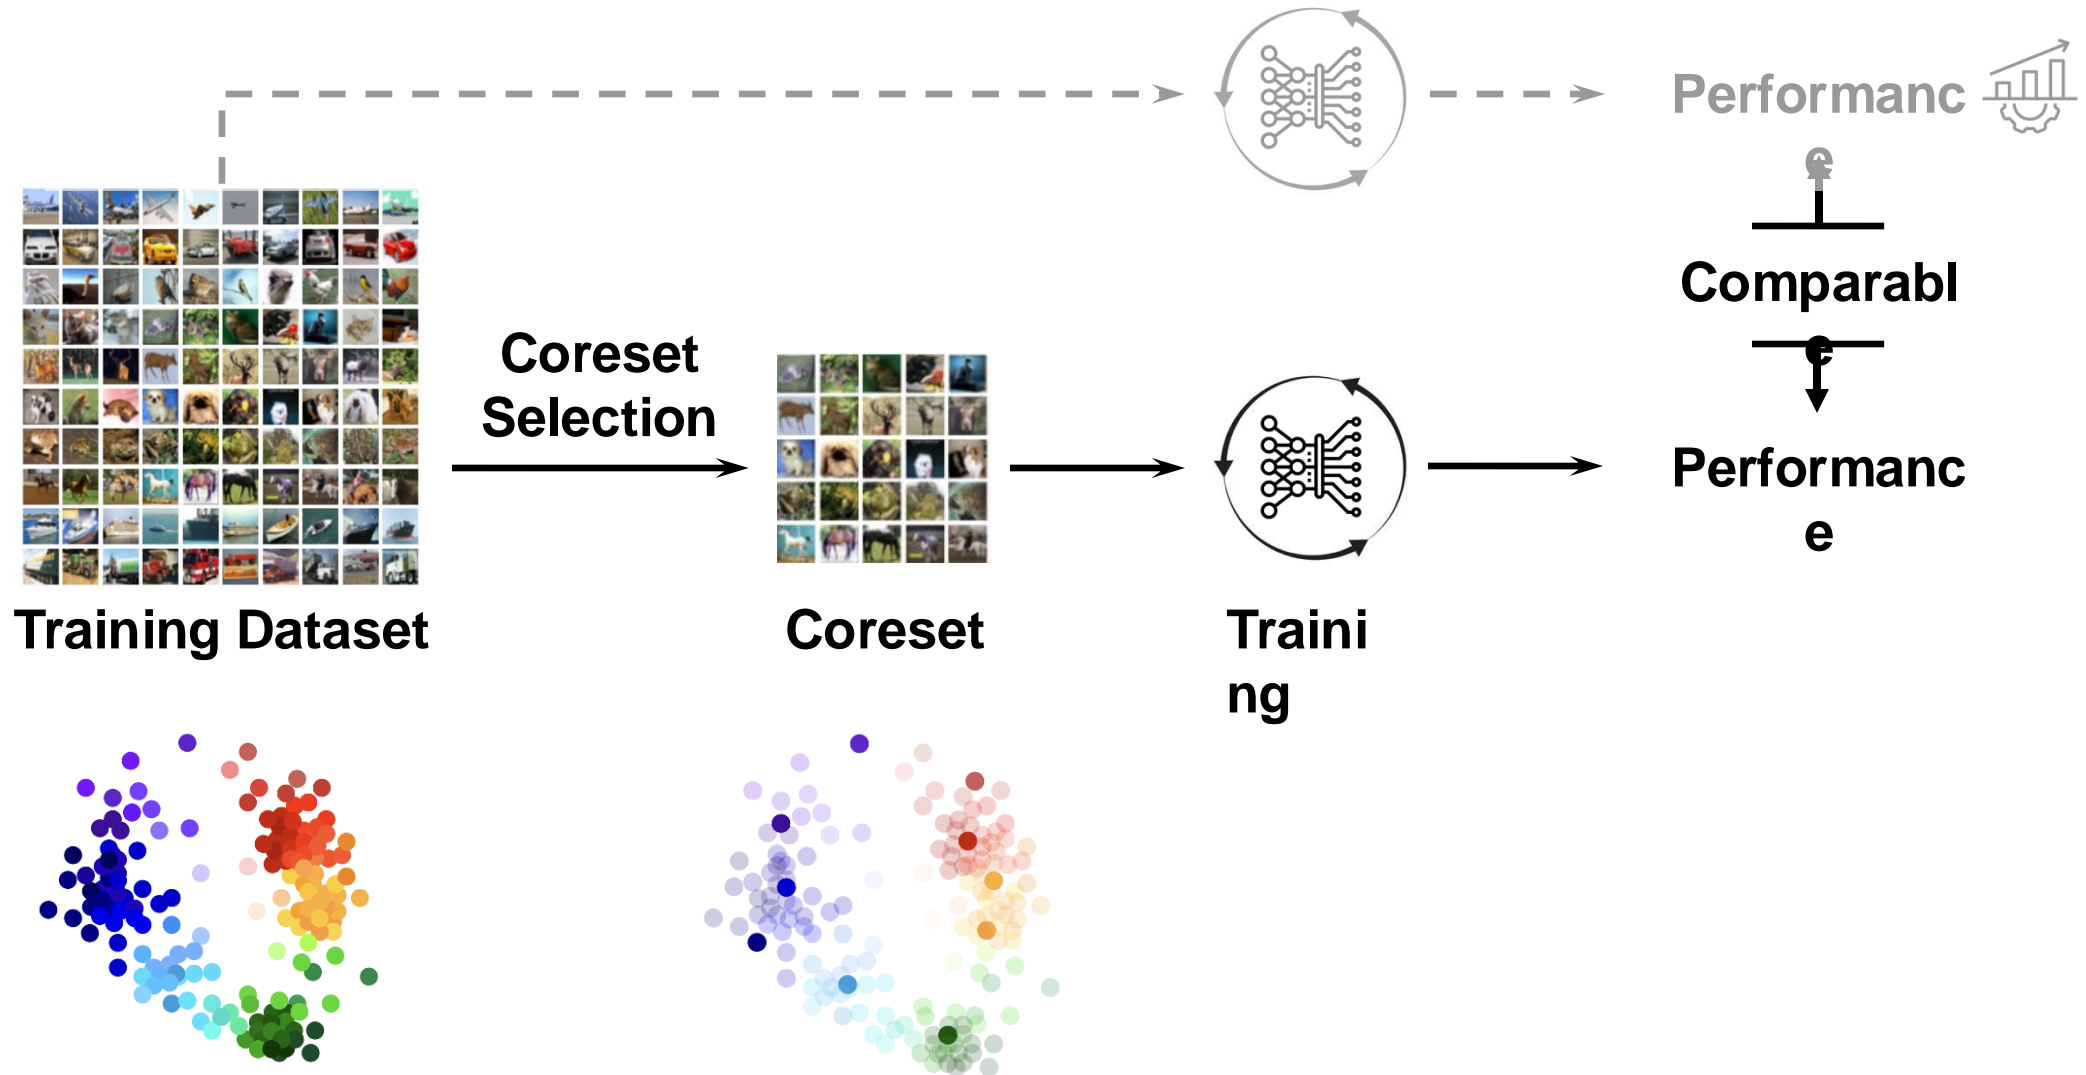 Performanc
e
Comparabl
e
Coreset
Selection
Performanc
e
Training Dataset
Coreset
Traini
ng